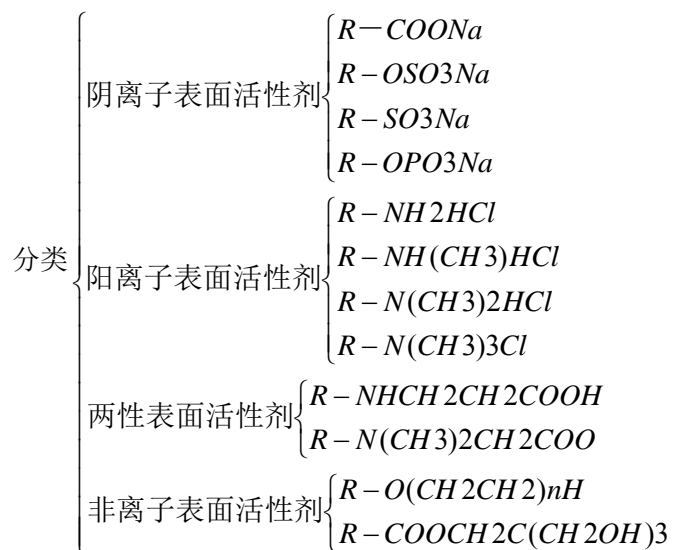 R－COONa
阴离子表面活性剂
R－OSO3Na
R－SO3Na
R－OPO3Na
R－NH2HCl
分类
阳离子表面活性剂
R－NH(CH3)HCl
R－N(CH3)2HCl
R－N(CH3)3Cl
两性表面活性剂
R－NHCH2CH2COOH
R－N(CH3)2CH2COO
非离子表面活性剂
R－O(CH2CH2)nH
R－COOCH2C(CH2OH)3